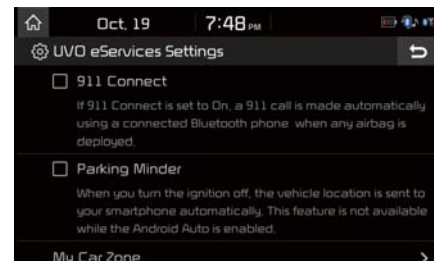 Oct. 19 7:48 PM
UVO eServices Settings
911 Connect
If 911 Connect is set to On, a 911 call is made automatically
using a connected Bluetooth phone when any airbag is
deployed.
Parking Minder
When you turn the ignition off, the vehicle location is sent to
your smartphone automatically. This feature is not available
while the Android Auto is enabled.
My Car Zone